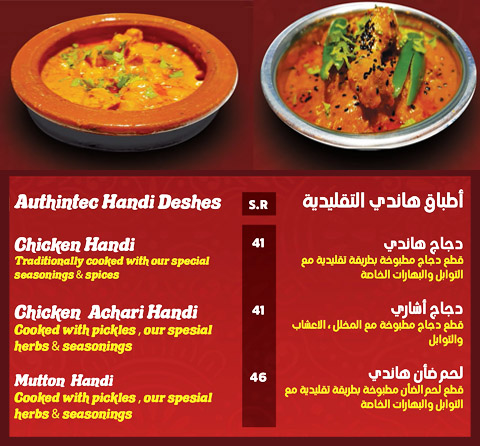 Authintec Handi Deshes
S.R
أطباق هاندي التقليدية
Chicken Handi
Traditionally cooked with our special
seasonings & spices
41
دجاج هاندي
قطع دجاج مطبوخة بطريقة تقليدية مع
التوابل والبهارات الخاصة
Chicken Achari Handi
Cooked with pickles , our spesial
herbs & seasonings
41
دجاج أشاري
قطع دجاج مطبوخة مع المخلل ، الاعشاب
والتوابل
Mutton Handi
Cooked with pickles , our spesial
herbs & seasonings
46
لحم ضأن هاندي
قطع لحم الضأن مطبوخة بطريقة تقليدية مع
التوابل والبهارات الخاصة